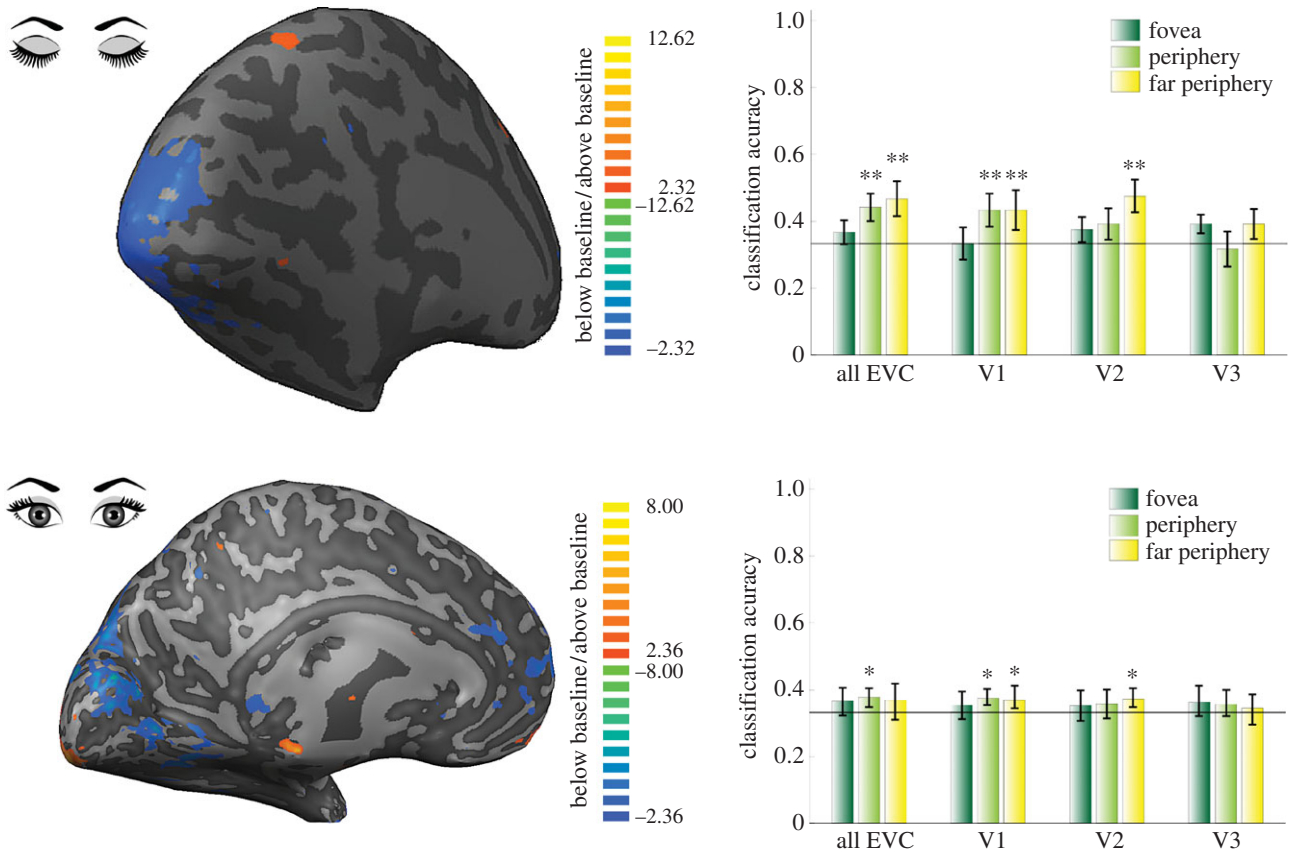 below baseline/above baseline
12.62
2.32
−12.62
−2.32
classification acuracy
1.0
0.8
0.6
0.4
0.2
0
fovea
periphery
far periphery
** **
** **
**
all EVC V1 V2 V3
below baseline/above baseline
8.00
2.36
−8.00
−2.36
classification acuracy
1.0
0.8
0.6
0.4
0.2
0
fovea
periphery
far periphery
*
* *
*
all EVC V1 V2 V3